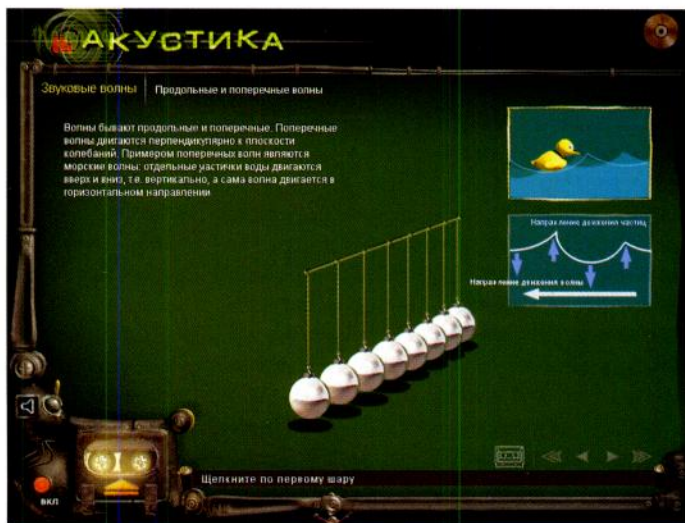 АКУСТИКА
Звуковые волны | Продольные и поперечные волны
Волны бывают продольные и поперечные. Поперечные
волны двигаются перпендикулярно к плоскости
колебаний. Примером поперечных волн являются
морские волны: отдельные частички воды двигаются
вверх и вниз, т.е. вертикально, а сама волна двигается в
горизонтальном направлении
Направление движения частиц
Направление движения волны
Щелкните по первому шару
ВКЛ